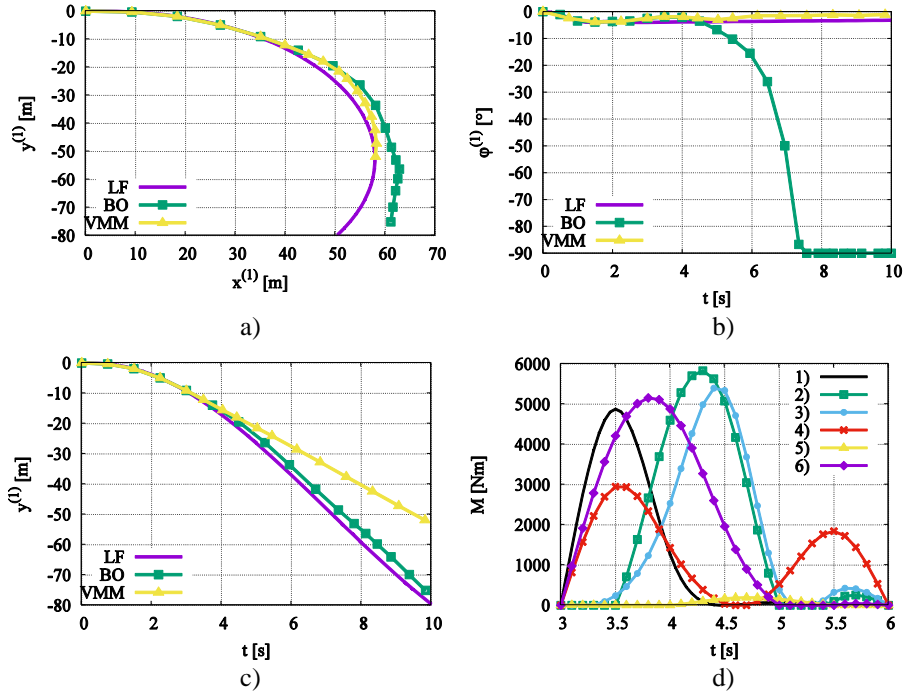 0
-10
-20
-30
-40
-50
-60
-70
-80
0 10 20 30 40 50 60 70
y(1) [m]
x(1) [m]
LF
BO
VMM
a)
0
-10
-20
-30
-40
-50
-60
-70
-80
-90
0 2 4 6 8 10
φ(1) [º]
t [s]
LF
BO
VMM
b)
0
-10
-20
-30
-40
-50
-60
-70
-80
0 2 4 6 8 10
y(1) [m]
t [s]
LF
BO
VMM
c)
6000
5000
4000
3000
2000
1000
0
3 3.5 4 4.5 5 5.5 6
M [Nm]
t [s]
1)
2)
3)
4)
5)
6)
d)